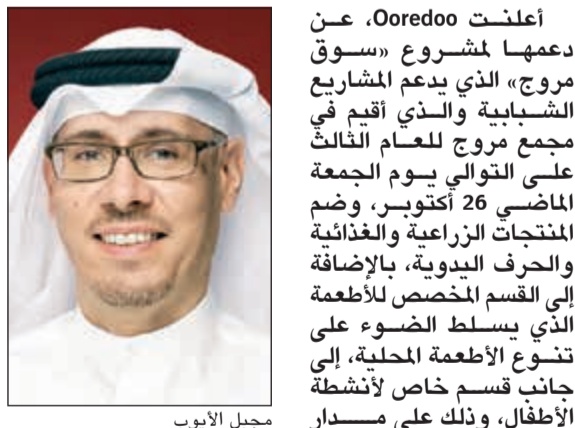 أعلنت Ooredoo، عن
دعمها لمشروع «سوق
مروج» الذي يدعم المشاريع
الشبابية والذي أقيم في
مجمع مروج للعام الثالث
على التوالي يوم الجمعة
الماضي 26 أكتوبر، وضم
المنتجات الزراعية والغذائية
والحرف اليدوية، بالإضافة
إلى القسم المخصص للأطعمة
الذي يسلط الضوء على
تنوع الأطعمة المحلية، إلى
جانب قسم خاص لأنشطة
الأطفال، وذلك على مدار
مجبل الأيوب